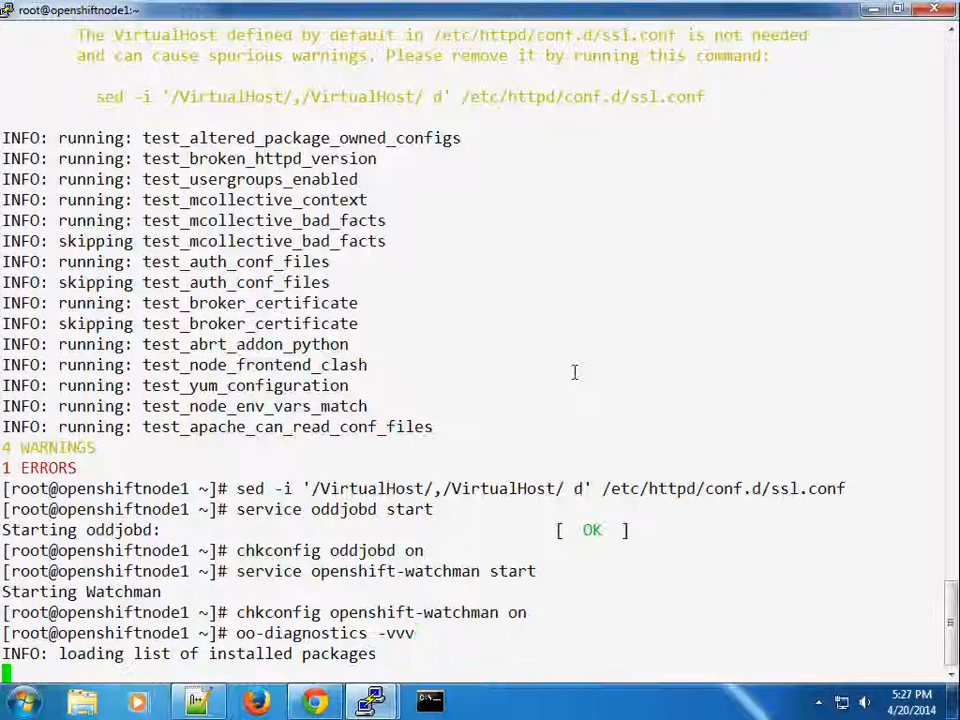 root@openshiftnode1:~
The VirtualHost defined by default in /etc/httpd/conf.d/ssl.conf is not needed
and can cause spurious warnings. Please remove it by running this command:
sed -i '/VirtualHost/,/VirtualHost/ d' /etc/httpd/conf.d/ssl.conf
INFO: running: test_altered_package_owned_configs
INFO: running: test_broken_httpd_version
INFO: running: test_usergroups_enabled
INFO: running: test_mcollective_context
INFO: running: test_mcollective_bad_facts
INFO: skipping test_mcollective_bad_facts
INFO: running: test_auth_conf_files
INFO: skipping test_auth_conf_files
INFO: running: test_broker_certificate
INFO: skipping test_broker_certificate
INFO: running: test_abrt_addon_python
INFO: running: test_node_frontend_clash
INFO: running: test_yum_configuration
INFO: running: test_node_env_vars_match
INFO: running: test_apache_can_read_conf_files
4 WARNINGS
1 ERRORS
[root@openshiftnode1 ~]# sed -i '/VirtualHost/,/VirtualHost/ d' /etc/httpd/conf.d/ssl.conf
[root@openshiftnode1 ~]# service oddjobd start
Starting oddjobd: [ OK ]
[root@openshiftnode1 ~]# chkconfig oddjobd on
[root@openshiftnode1 ~]# service openshift-watchman start
Starting Watchman
[root@openshiftnode1 ~]# chkconfig openshift-watchman on
[root@openshiftnode1 ~]# oo-diagnostics -vvv
INFO: loading list of installed packages
5:27 PM
4/20/2014